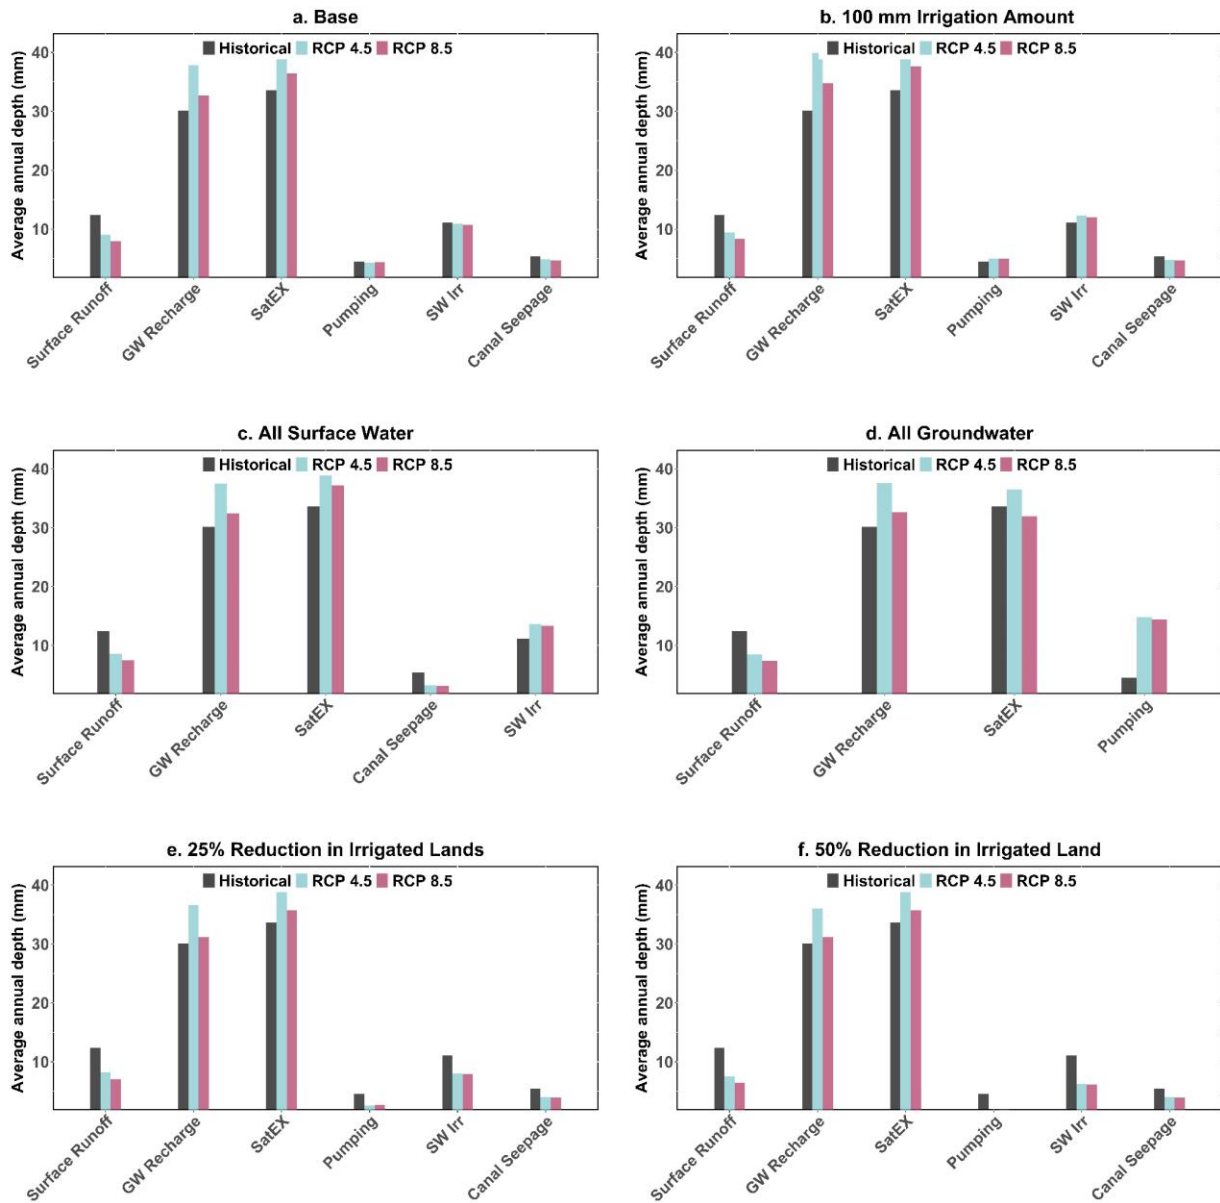 a. Base
Historical RCP 4.5 RCP 8.5
Average annual depth (mm)
40
30
20
10
Surface Runoff
GW Recharge
SatEX
Pumping
SW Irr
Canal Seepage
b. 100 mm Irrigation Amount
Historical RCP 4.5 RCP 8.5
Average annual depth (mm)
40
30
20
10
Surface Runoff
GW Recharge
SatEX
Pumping
SW Irr
Canal Seepage
c. All Surface Water
Historical RCP 4.5 RCP 8.5
Average annual depth (mm)
40
30
20
10
Surface Runoff
GW Recharge
SatEX
Canal Seepage
SW Irr
d. All Groundwater
Historical RCP 4.5 RCP 8.5
Average annual depth (mm)
40
30
20
10
Surface Runoff
GW Recharge
SatEX
Pumping
e. 25% Reduction in Irrigated Lands
Historical RCP 4.5 RCP 8.5
Average annual depth (mm)
40
30
20
10
Surface Runoff
GW Recharge
SatEX
Pumping
SW Irr
Canal Seepage
f. 50% Reduction in Irrigated Land
Historical RCP 4.5 RCP 8.5
Average annual depth (mm)
40
30
20
10
Surface Runoff
GW Recharge
SatEX
Pumping
SW Irr
Canal Seepage